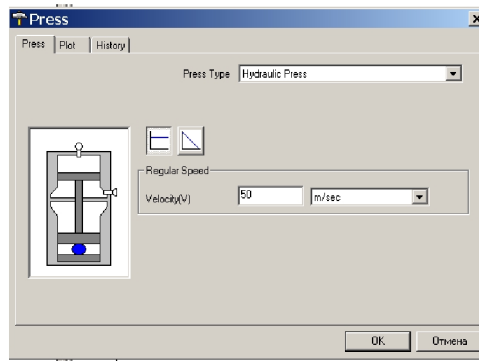 Press
Press Plot History
Press Type Hydraulic Press
Regular Speed
Velocity(V) 50 m/sec
OK Отмена